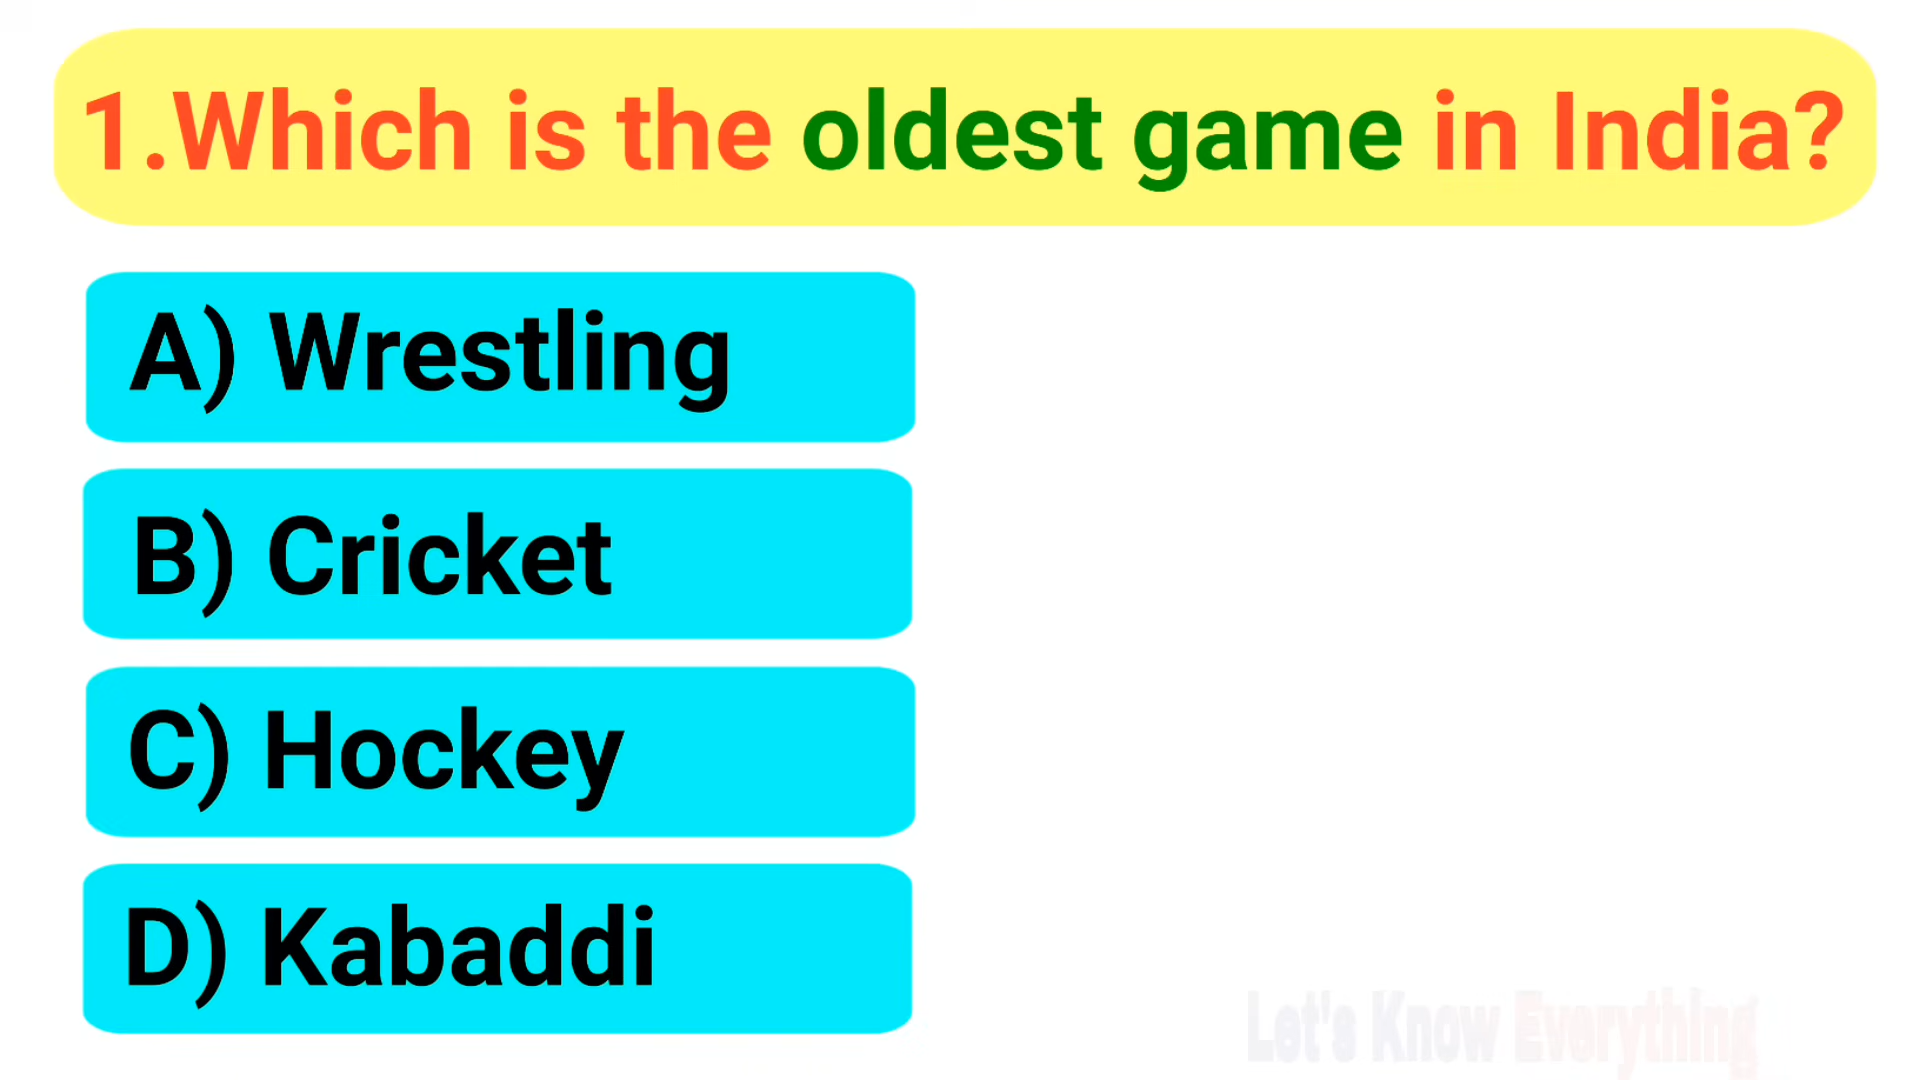 1.Which is the oldest game in India?
A) Wrestling
B) Cricket
C) Hockey
D) Kabaddi
Let's Know Everything